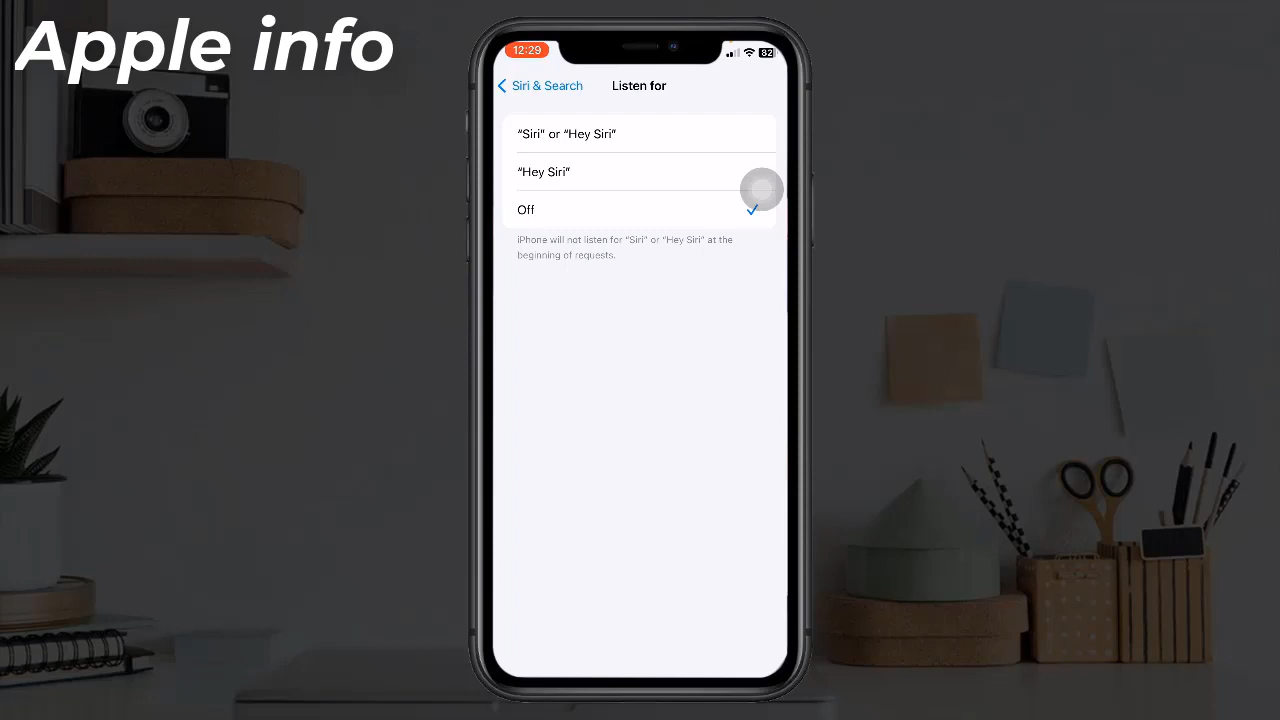 Apple info
12:29
82
Siri & Search
Listen for
“Siri” or “Hey Siri”
“Hey Siri”
Off
iPhone will not listen for “Siri” or “Hey Siri” at the
beginning of requests.